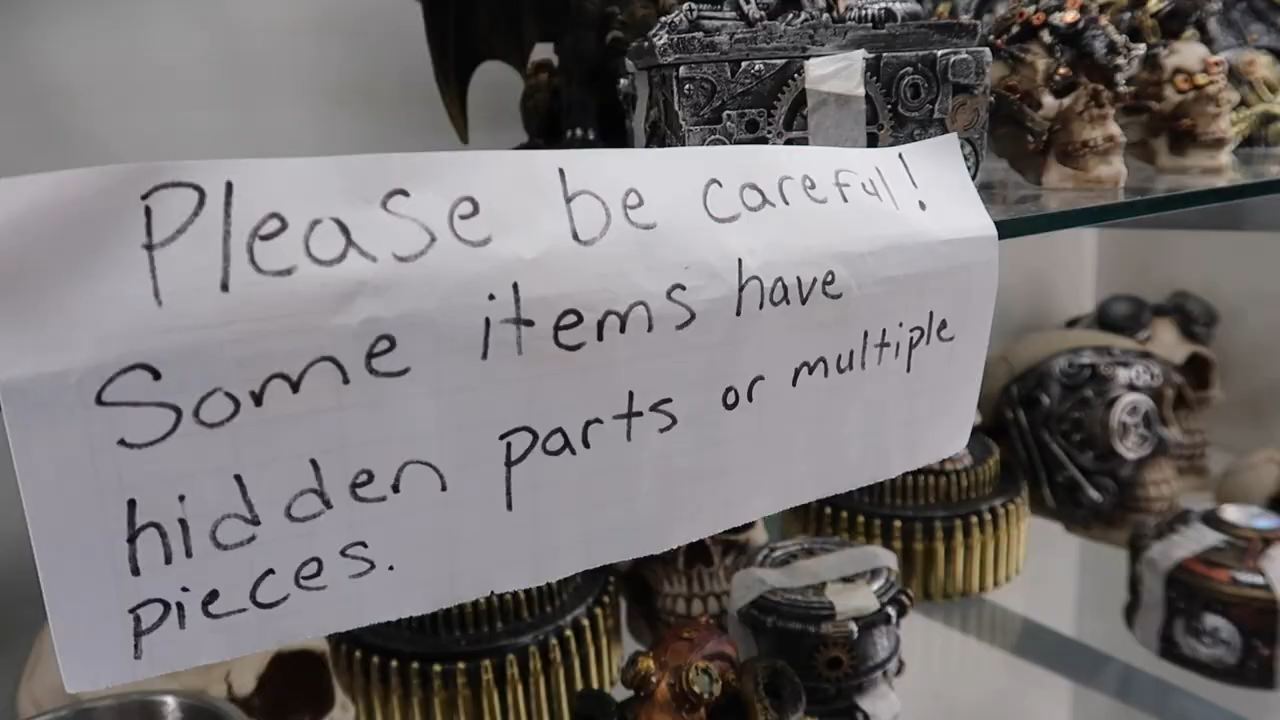 Please be careful!
Some items have
hidden parts or multiple
pieces.